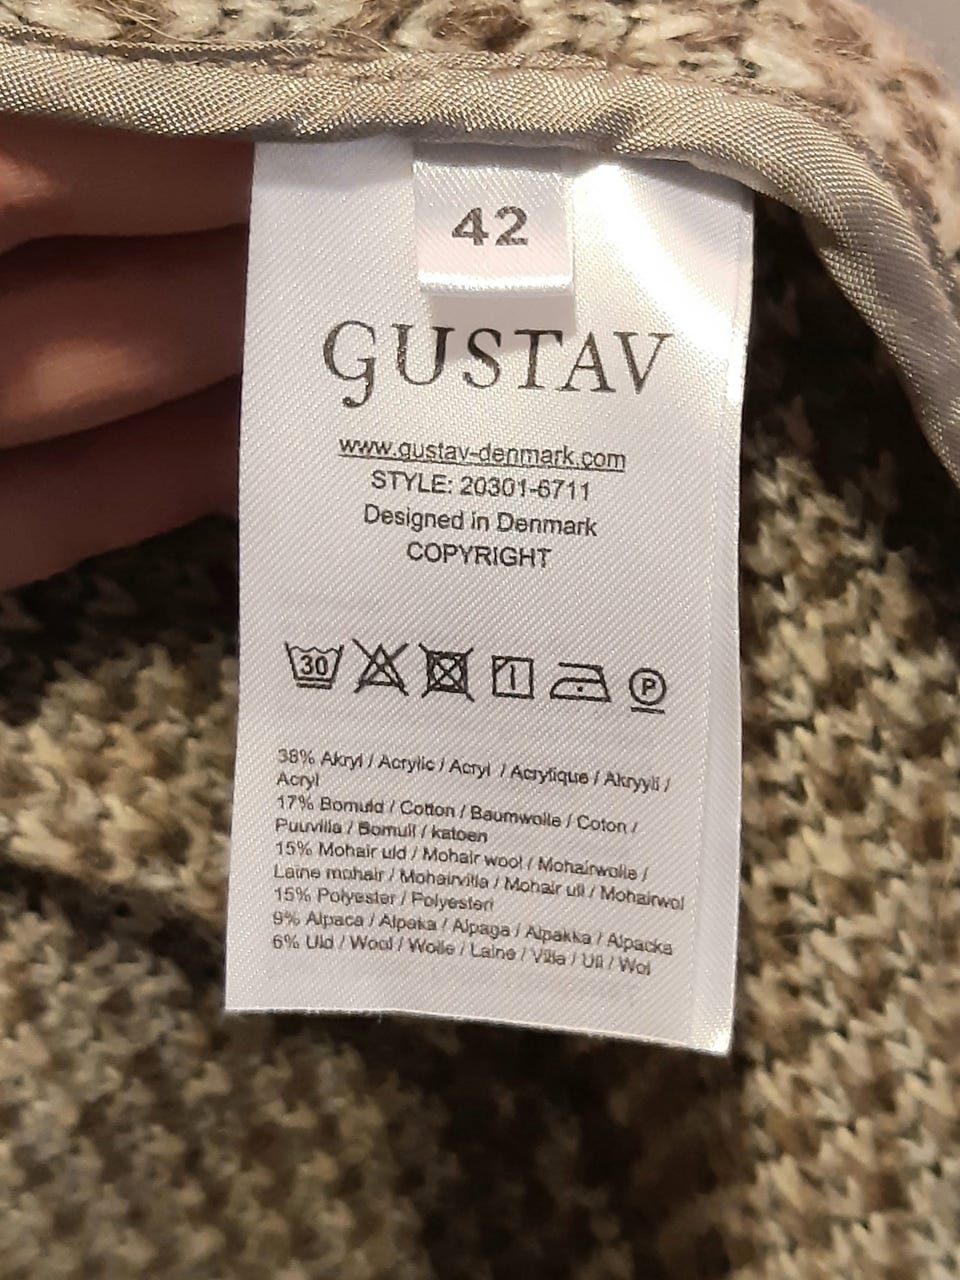 42
GUSTAV
www.gustav-denmark.com
STYLE: 20301-6711
Designed in Denmark
COPYRIGHT
30 P
38% Akryl / Acrylic / Acryl / Acrylique / Akryyli /
Acryl
17% Bomuld / Cotton / Baumwolle / Coton /
Puuvilla / Bomull / katoen
15% Mohair uld / Mohair wool / Mohairwolle /
Laine mohair / Mohairvilla / Mohair ull / Mohairwol
15% Polyester / Polyesteri
9% Alpaca / Alpaka / Alpaga / Alpakka / Alpacka
6% Uld / Wool / Wolle / Laine / Villa / Ull / Wol